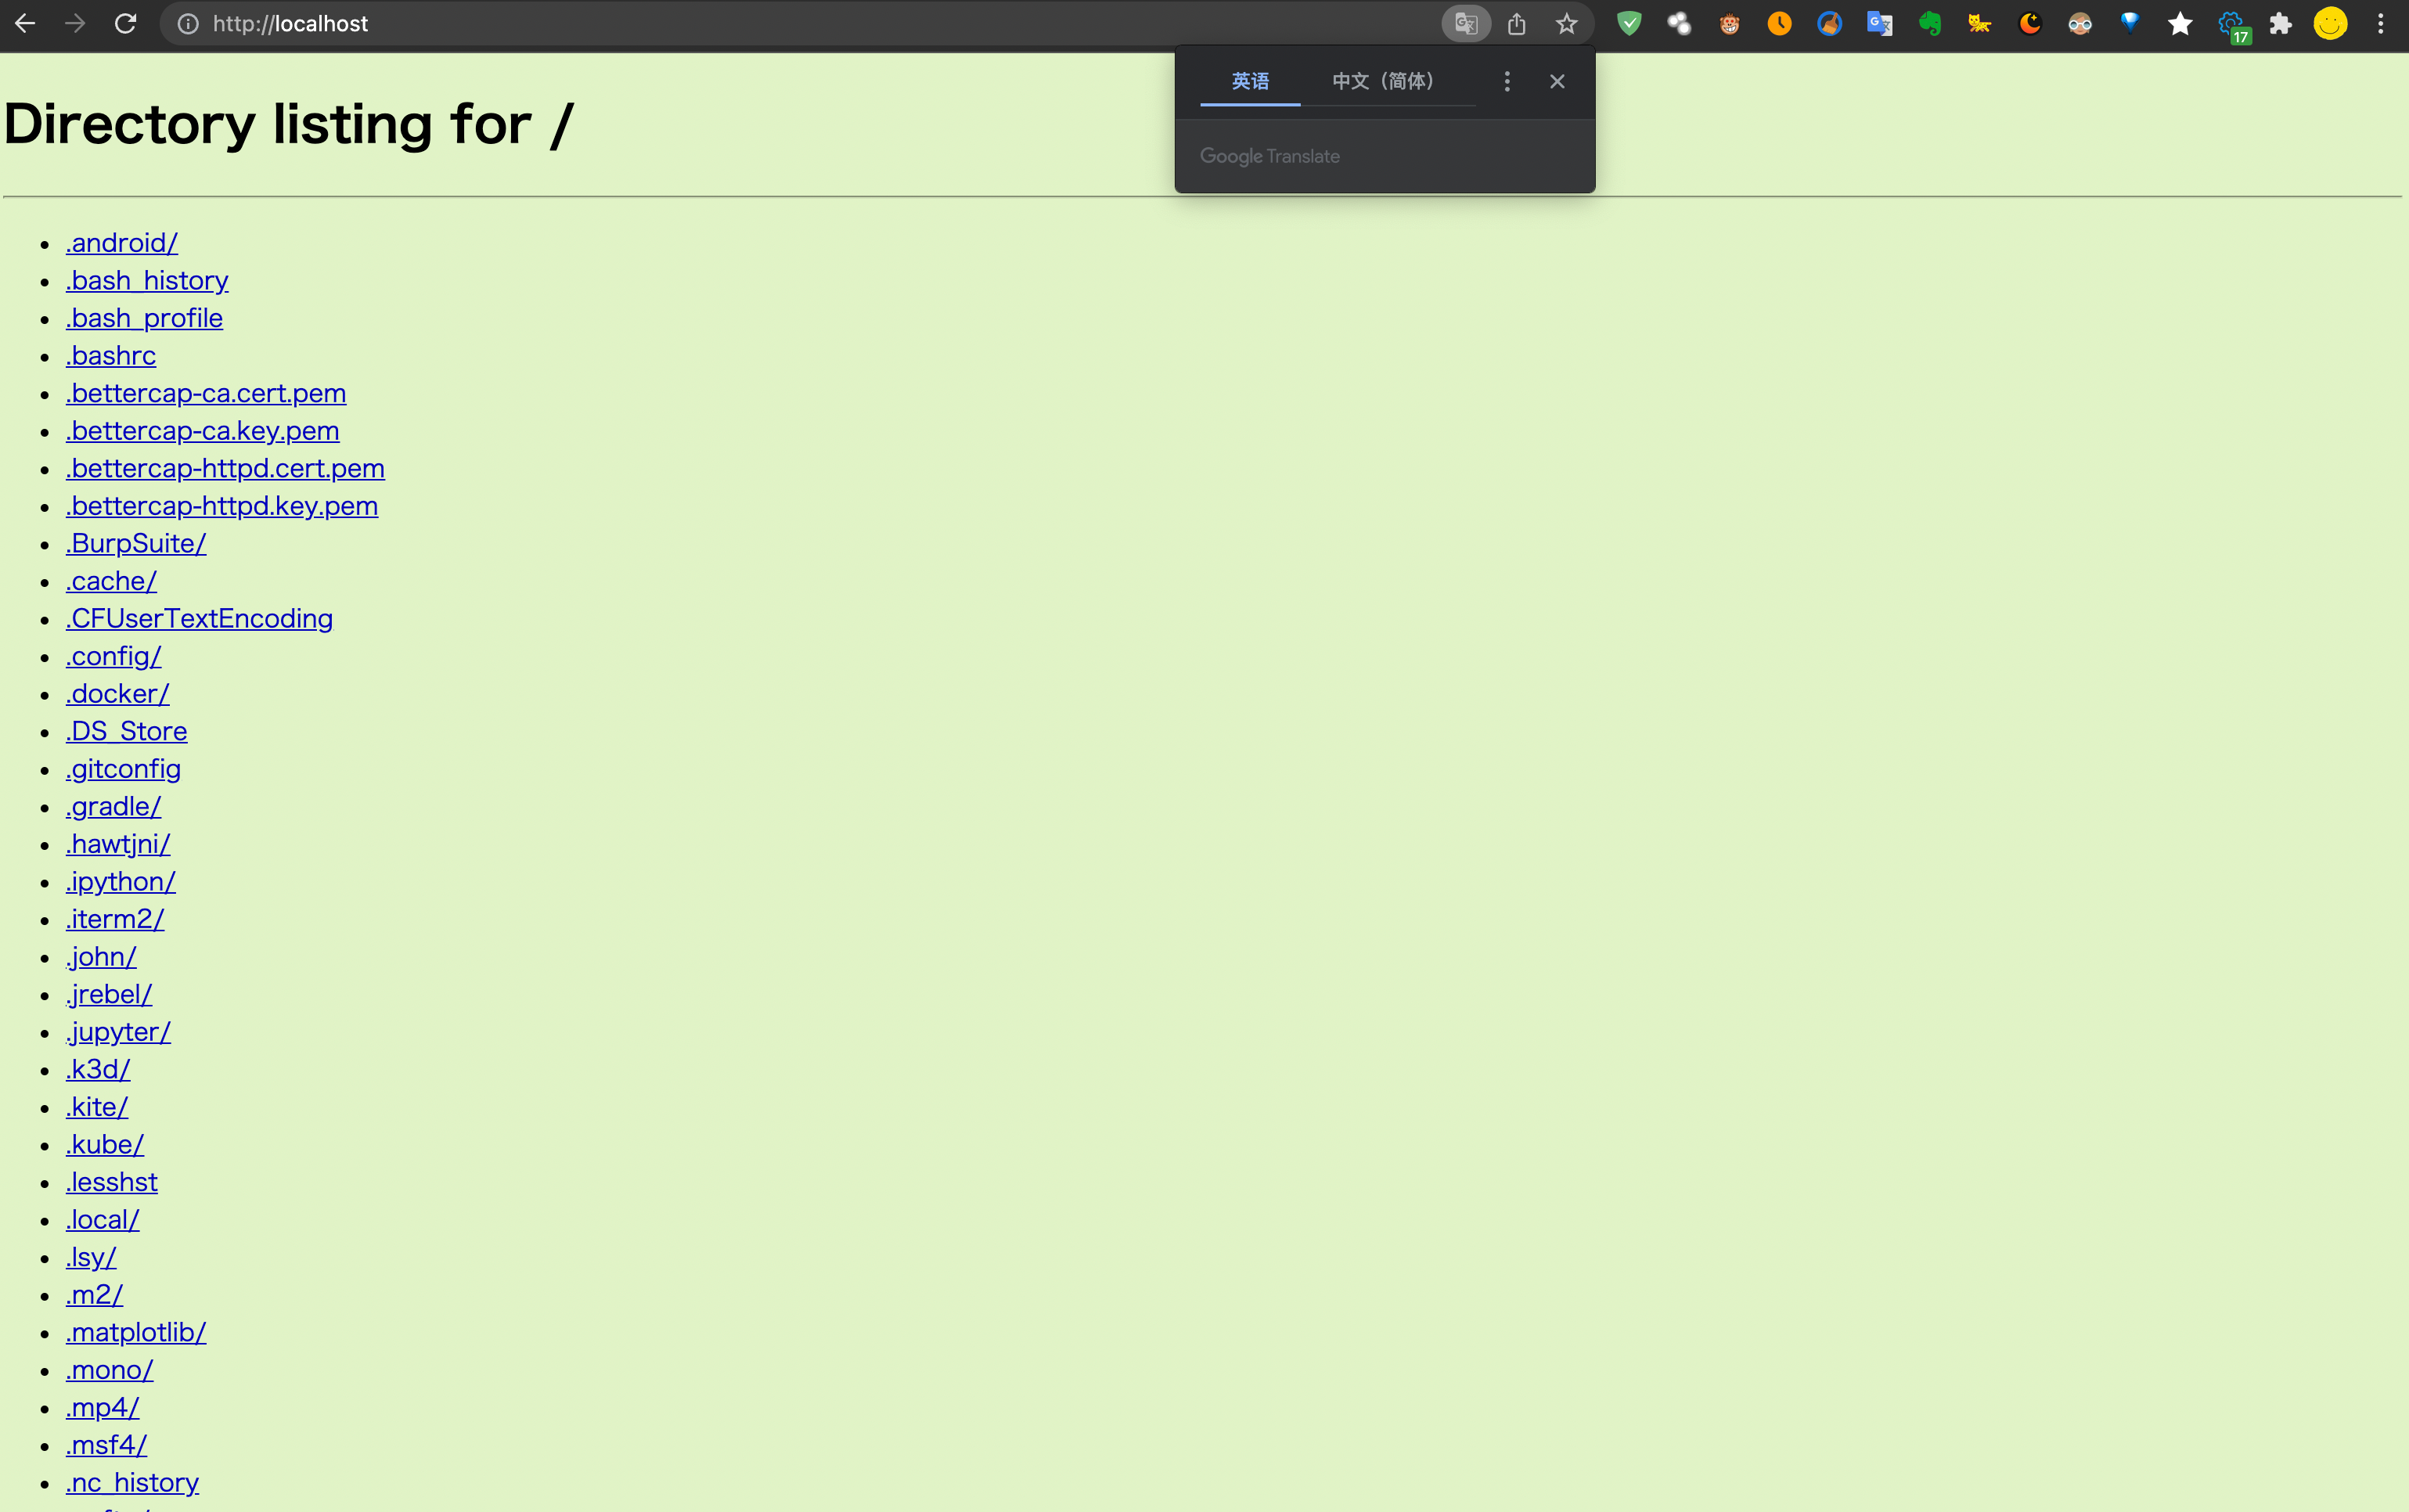 http://localhost
17
英语 中文（简体）
Google Translate
Directory listing for /
.android/
.bash_history
.bash_profile
.bashrc
.bettercap-ca.cert.pem
.bettercap-ca.key.pem
.bettercap-httpd.cert.pem
.bettercap-httpd.key.pem
.BurpSuite/
.cache/
.CFUserTextEncoding
.config/
.docker/
.DS_Store
.gitconfig
.gradle/
.hawtjni/
.ipython/
.iterm2/
.john/
.jrebel/
.jupyter/
.k3d/
.kite/
.kube/
.lesshst
.local/
.lsy/
.m2/
.matplotlib/
.mono/
.mp4/
.msf4/
.nc_history